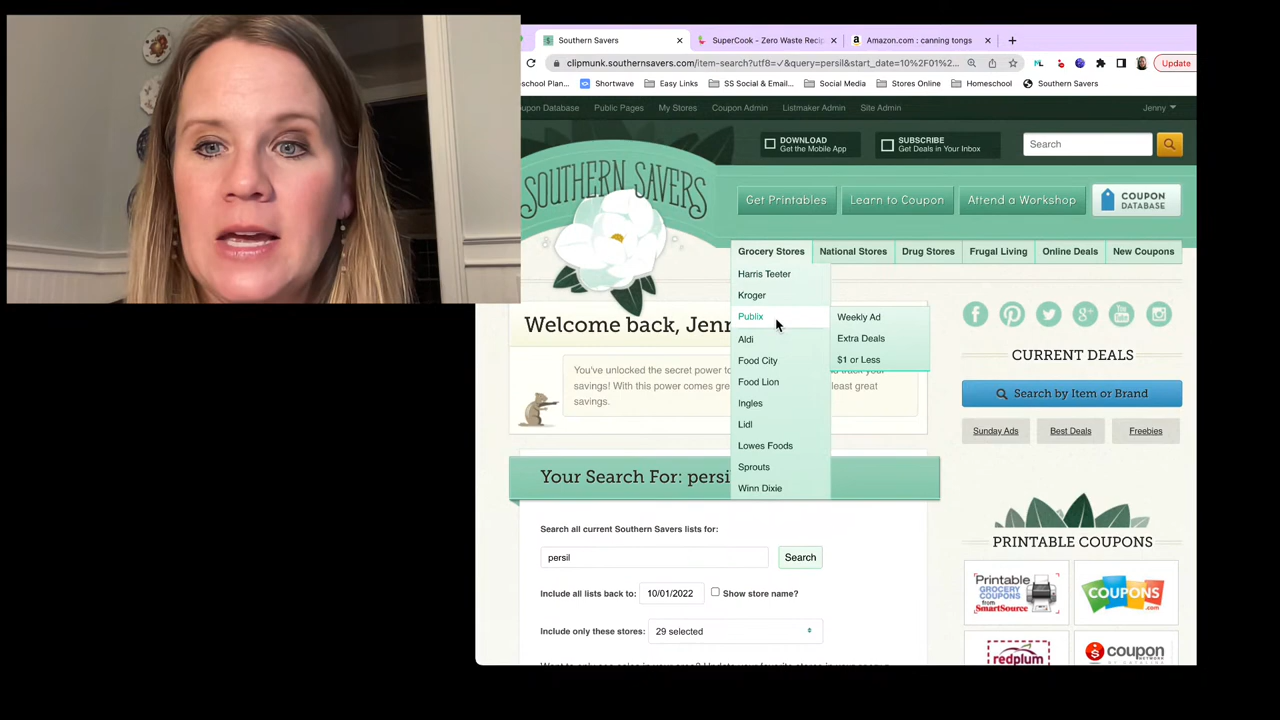 Southern Savers
SuperCook - Zero Waste Recip
Amazon.com : canning tongs
clipmunk.southernsavers.com/item-search?utf8=✓&query=persil&start_date=10%2F01%2F2...
Update
eschool Plan...
Shortwave
Easy Links
SS Social & Email...
Social Media
Stores Online
Homeschool
Southern Savers
oupon Database
Public Pages
My Stores
Coupon Admin
Listmaker Admin
Site Admin
Jenny
DOWNLOAD
Get the Mobile App
SUBSCRIBE
Get Deals in Your Inbox
Search
SOUTHERN SAVERS
Get Printables
Learn to Coupon
Attend a Workshop
COUPON
DATABASE
Grocery Stores
National Stores
Drug Stores
Frugal Living
Online Deals
New Coupons
Harris Teeter
Kroger
Publix
Aldi
Food City
Food Lion
Ingles
Lidl
Lowes Foods
Sprouts
Winn Dixie
Weekly Ad
Extra Deals
$1 or Less
Welcome back, Jenn
You've unlocked the secret power to
track your
savings! With this power comes gre
least great
savings.
CURRENT DEALS
Search by Item or Brand
Sunday Ads
Best Deals
Freebies
Your Search For: persi
Search all current Southern Savers lists for:
persil
Search
Include all lists back to:
10/01/2022
Show store name?
Include only these stores:
29 selected
PRINTABLE COUPONS
Printable
GROCERY
COUPONS
from
SmartSource
COUPONS
.com
redplum
coupon